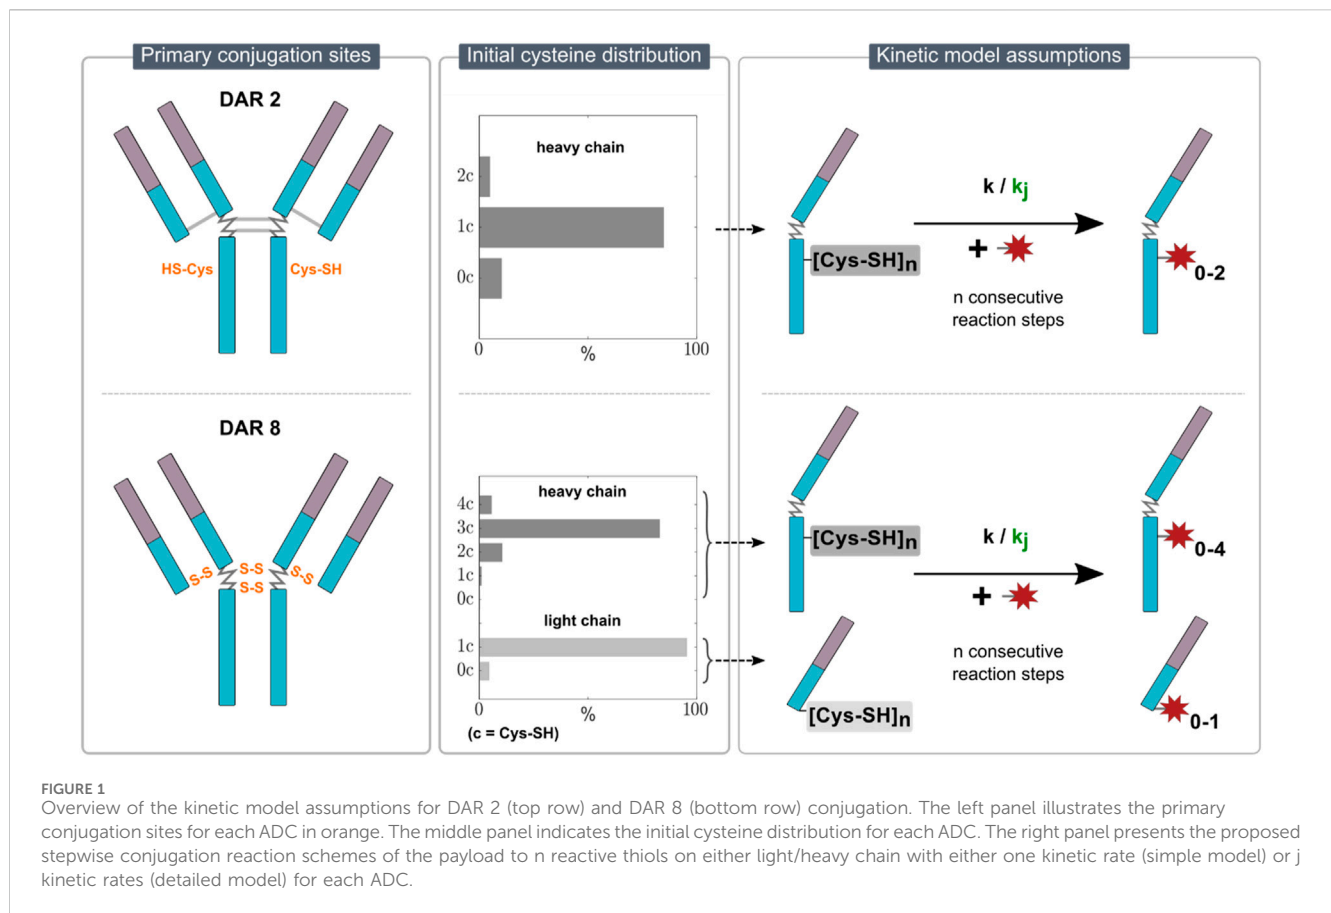 Primary conjugation sites
DAR 2
HS-Cys
Cys-SH
DAR 8
S-S
S-S
S-S
S-S
Initial cysteine distribution
heavy chain
2c
1c
0c
0
100
%
heavy chain
4c
3c
2c
1c
0c
light chain
1c
0c
0
100
%
(c = Cys-SH)
Kinetic model assumptions
[Cys-SH]n
k / kj
+
n consecutive
reaction steps
0-2
[Cys-SH]n
k / kj
+
n consecutive
reaction steps
0-4
[Cys-SH]n
0-1
FIGURE 1
Overview of the kinetic model assumptions for DAR 2 (top row) and DAR 8 (bottom row) conjugation. The left panel illustrates the primary
conjugation sites for each ADC in orange. The middle panel indicates the initial cysteine distribution for each ADC. The right panel presents the proposed
stepwise conjugation reaction schemes of the payload to n reactive thiols on either light/heavy chain with either one kinetic rate (simple model) or j
kinetic rates (detailed model) for each ADC.